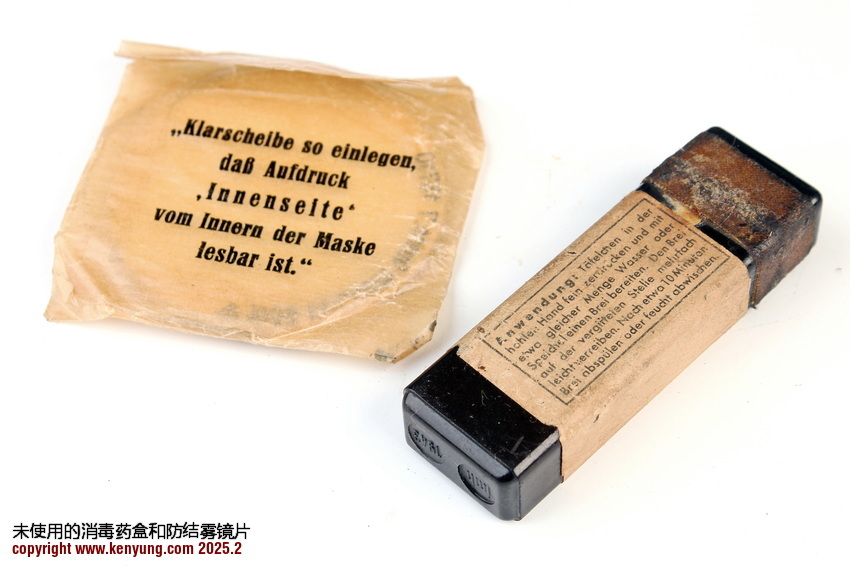 „Klarscheibe so einlegen,
daß Aufdruck
‚Innenseite‘
vom Innern der Maske
lesbar ist.“
Anwendung: Täfelchen in der
hohlen Hand fein zerdrücken und mit
etwa gleicher Menge Wasser oder
Speichel einen Brei bereiten. Den Brei
auf der vergifteten Stelle mehrfach
leicht verreiben. Nach etwa 10 Minuten
Brei abspülen oder feucht abwischen.
未使用的消毒药盒和防结雾镜片
copyright www.kenyung.com 2025.2